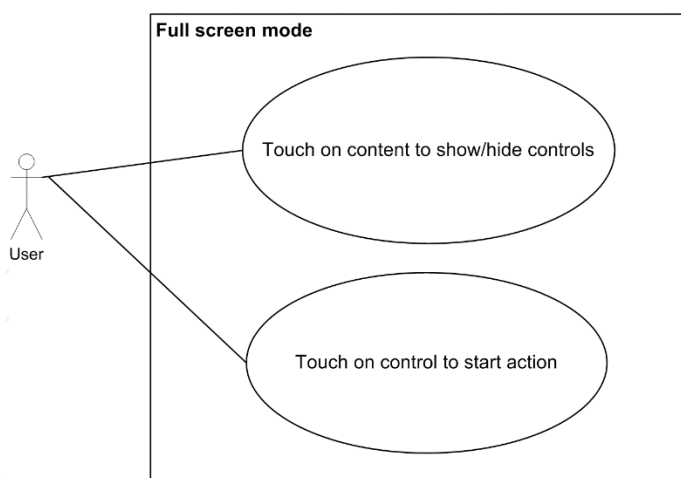 Full screen mode
Touch on content to show/hide controls
User
Touch on control to start action